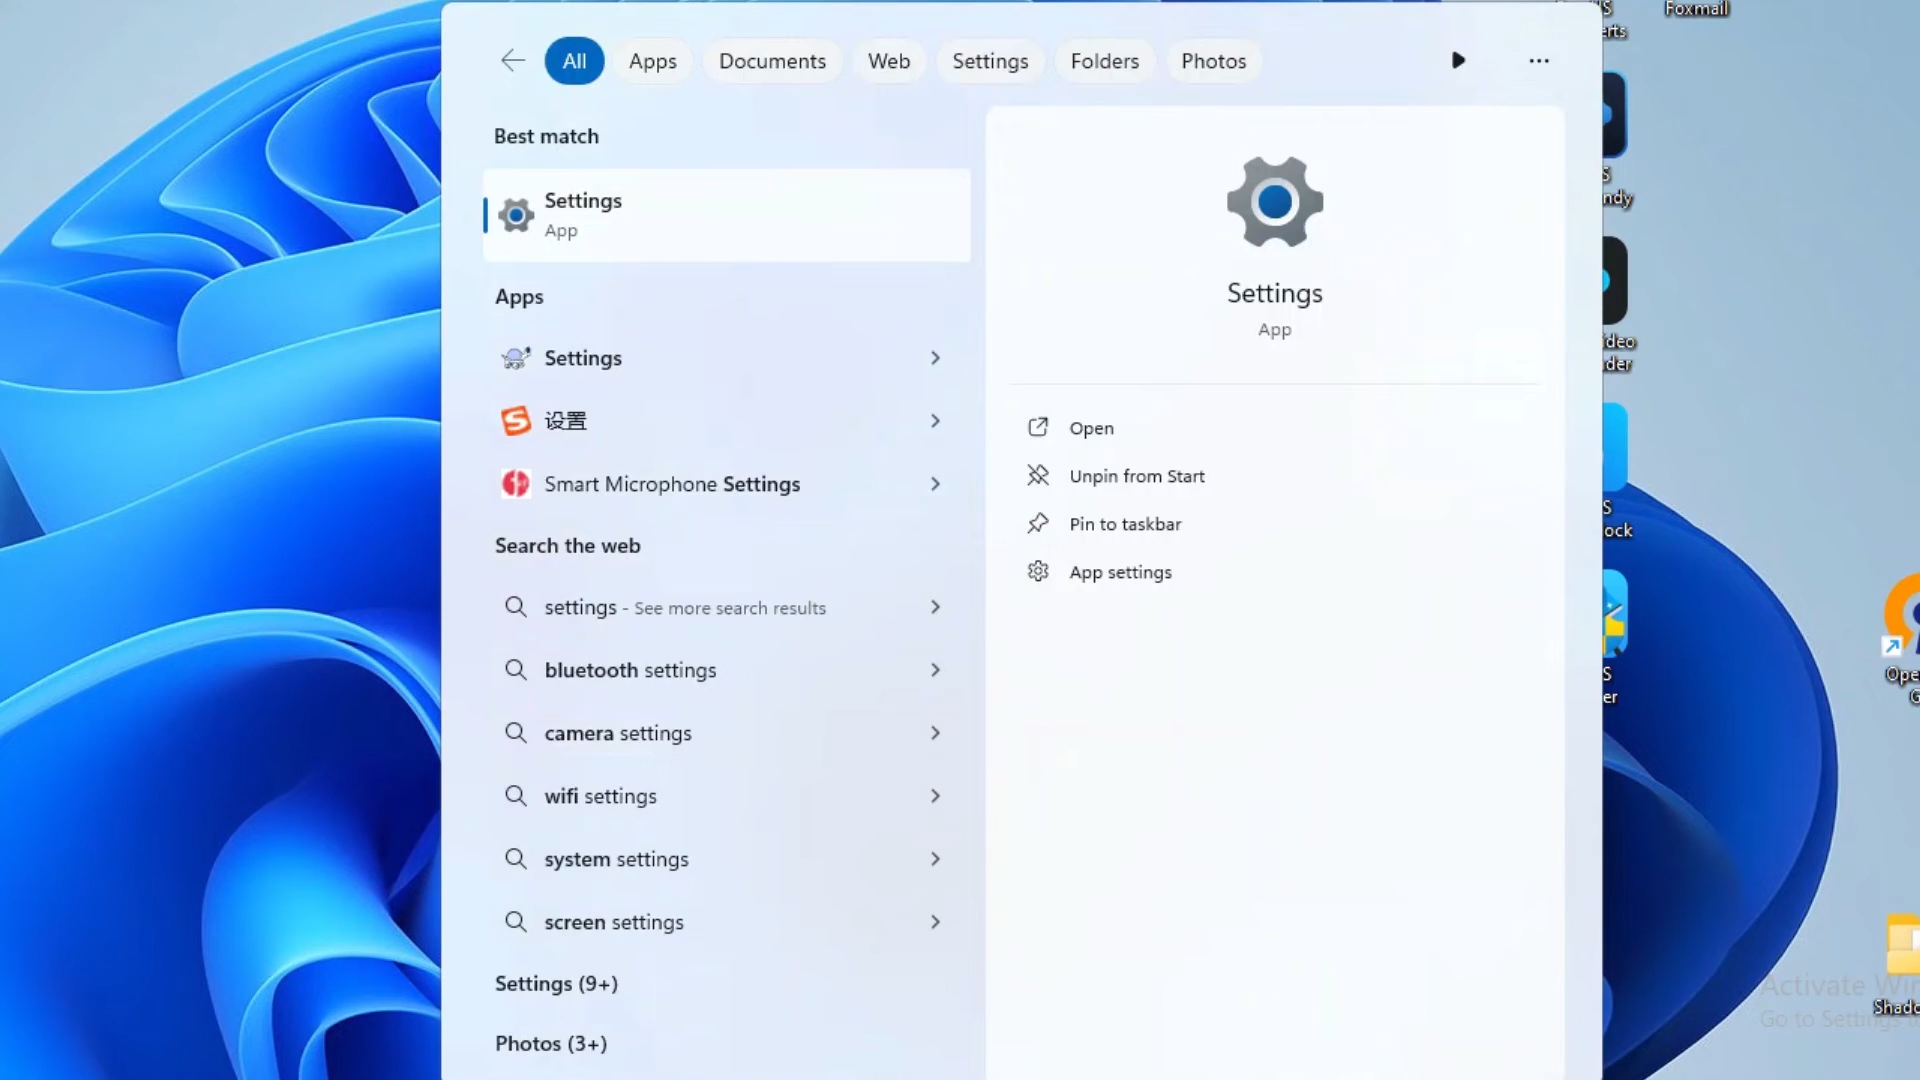 Foxmail
All Apps Documents Web Settings Folders Photos
Best match
Settings
App
Apps
Settings
设置
Smart Microphone Settings
Search the web
settings - See more search results
bluetooth settings
camera settings
wifi settings
system settings
screen settings
Settings (9+)
Photos (3+)
Settings
App
Open
Unpin from Start
Pin to taskbar
App settings
Activate
Go to Settings